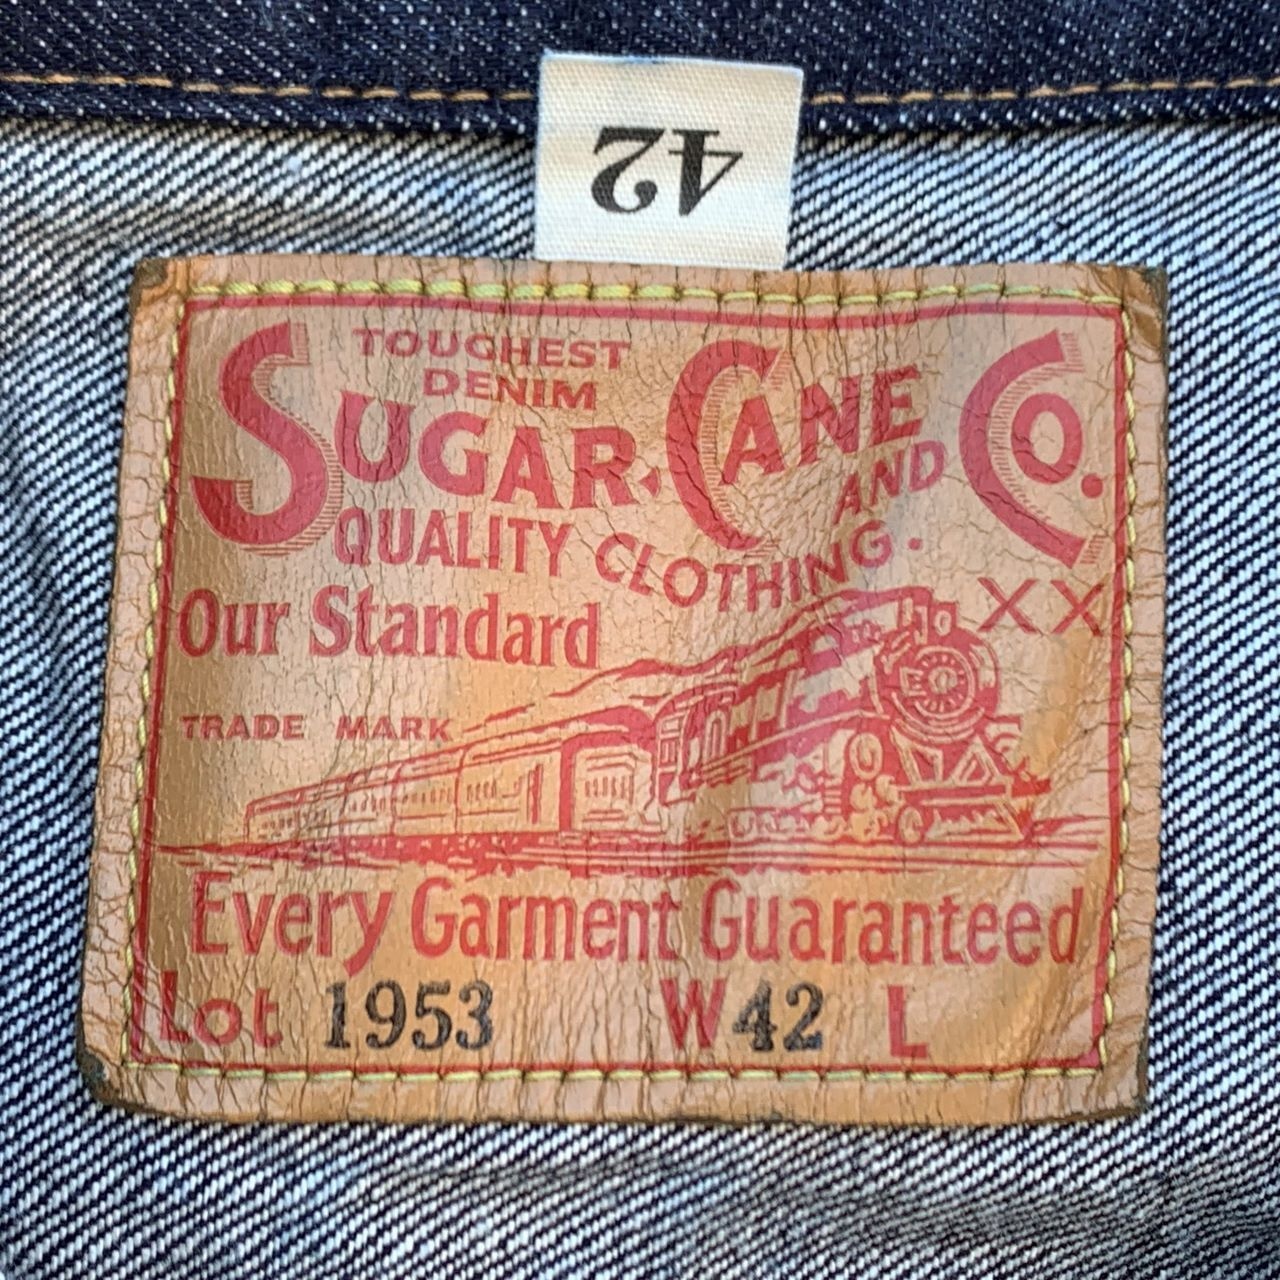 42
TOUGHEST
DENIM
SUGAR CANE CO.
QUALITY CLOTHING. AND
Our Standard
XX
TRADE MARK
Every Garment Guaranteed
Lot 1953 W42 L